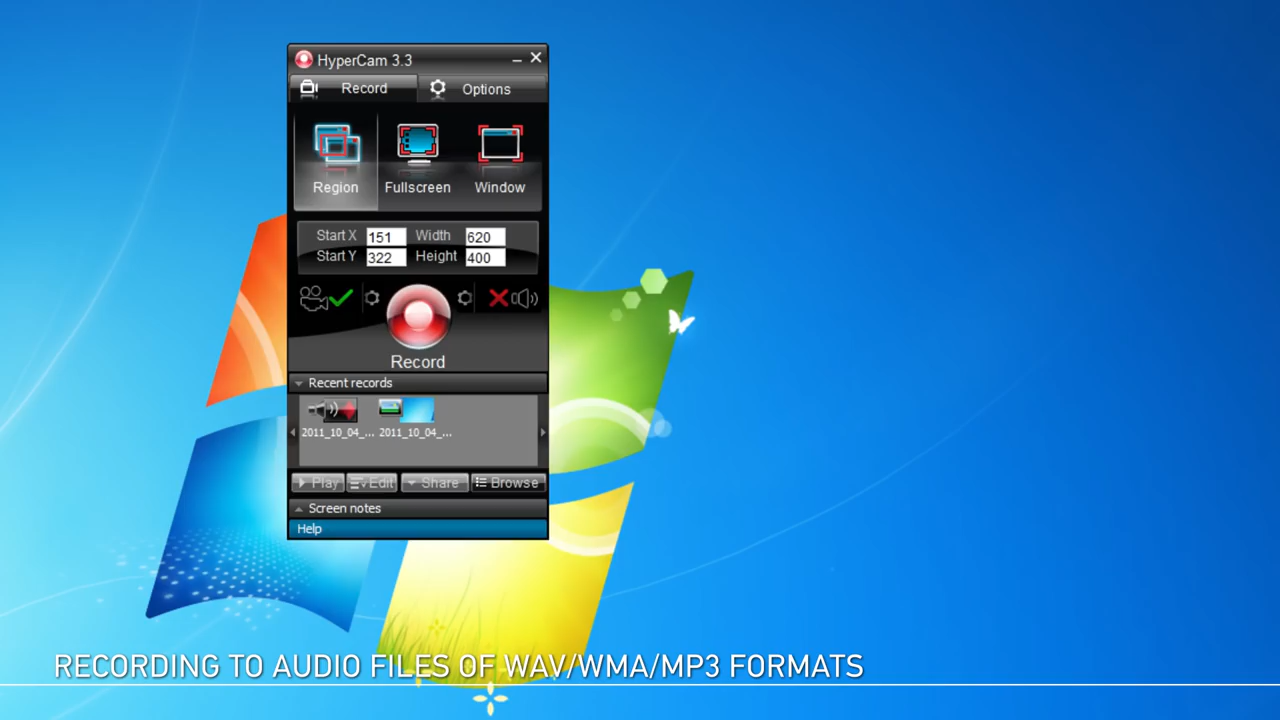 HyperCam 3.3
Record Options
Region Fullscreen Window
Start X 151 Width 620
Start Y 322 Height 400
Record
Recent records
2011_10_04_... 2011_10_04_...
Play Edit Share Browse
Screen notes
Help
RECORDING TO AUDIO FILES OF WAV/WMA/MP3 FORMATS